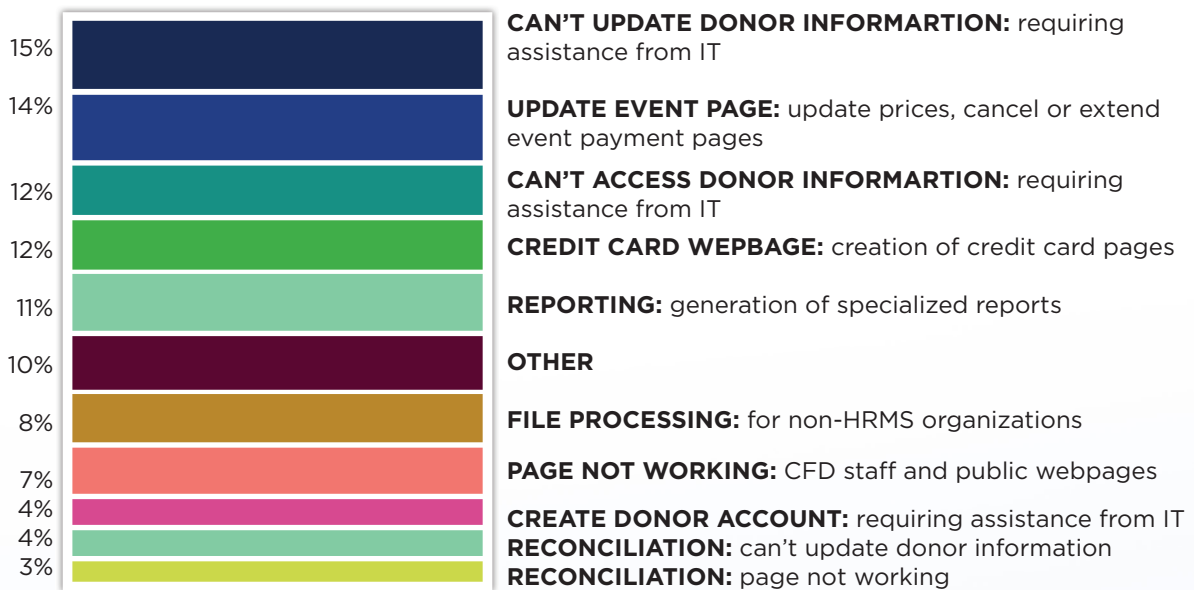 15%
CAN'T UPDATE DONOR INFORMARTION: requiring
assistance from IT
14%
UPDATE EVENT PAGE: update prices, cancel or extend
event payment pages
12%
CAN'T ACCESS DONOR INFORMARTION: requiring
assistance from IT
12%
CREDIT CARD WEPBAGE: creation of credit card pages
11%
REPORTING: generation of specialized reports
10%
OTHER
8%
FILE PROCESSING: for non-HRMS organizations
7%
PAGE NOT WORKING: CFD staff and public webpages
4%
CREATE DONOR ACCOUNT: requiring assistance from IT
4%
RECONCILIATION: can't update donor information
3%
RECONCILIATION: page not working